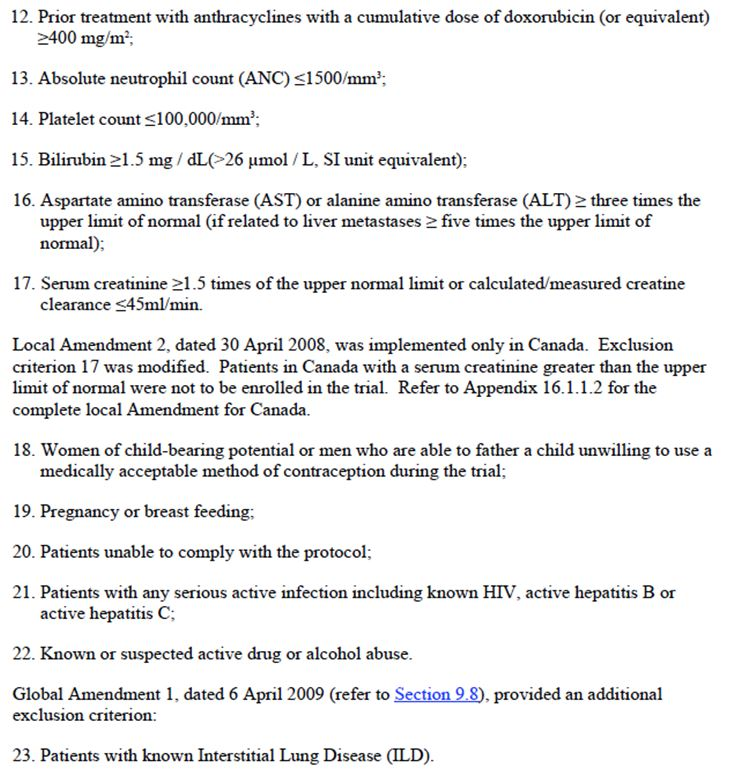 12. Prior treatment with anthracyclines with a cumulative dose of doxorubicin (or equivalent)
≥400 mg/m²;
13. Absolute neutrophil count (ANC) ≤1500/mm³;
14. Platelet count ≤100,000/mm³;
15. Bilirubin ≥1.5 mg / dL(>26 µmol / L, SI unit equivalent);
16. Aspartate amino transferase (AST) or alanine amino transferase (ALT) ≥ three times the
upper limit of normal (if related to liver metastases ≥ five times the upper limit of
normal);
17. Serum creatinine ≥1.5 times of the upper normal limit or calculated/measured creatine
clearance ≤45ml/min.
Local Amendment 2, dated 30 April 2008, was implemented only in Canada. Exclusion
criterion 17 was modified. Patients in Canada with a serum creatinine greater than the upper
limit of normal were not to be enrolled in the trial. Refer to Appendix 16.1.1.2 for the
complete local Amendment for Canada.
18. Women of child-bearing potential or men who are able to father a child unwilling to use a
medically acceptable method of contraception during the trial;
19. Pregnancy or breast feeding;
20. Patients unable to comply with the protocol;
21. Patients with any serious active infection including known HIV, active hepatitis B or
active hepatitis C;
22. Known or suspected active drug or alcohol abuse.
Global Amendment 1, dated 6 April 2009 (refer to Section 9.8), provided an additional
exclusion criterion:
23. Patients with known Interstitial Lung Disease (ILD).